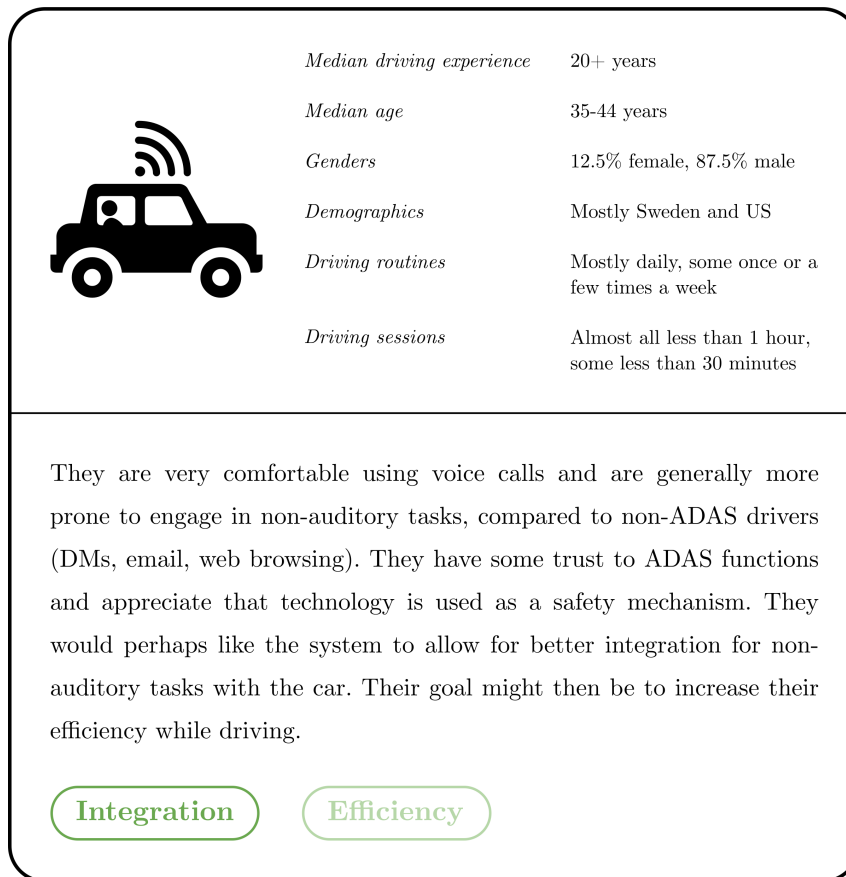 Median driving experience 20+ years
Median age 35-44 years
Genders 12.5% female, 87.5% male
Demographics Mostly Sweden and US
Driving routines Mostly daily, some once or a
few times a week
Driving sessions Almost all less than 1 hour,
some less than 30 minutes
They are very comfortable using voice calls and are generally more
prone to engage in non-auditory tasks, compared to non-ADAS drivers
(DMs, email, web browsing). They have some trust to ADAS functions
and appreciate that technology is used as a safety mechanism. They
would perhaps like the system to allow for better integration for non-
auditory tasks with the car. Their goal might then be to increase their
efficiency while driving.
Integration Efficiency